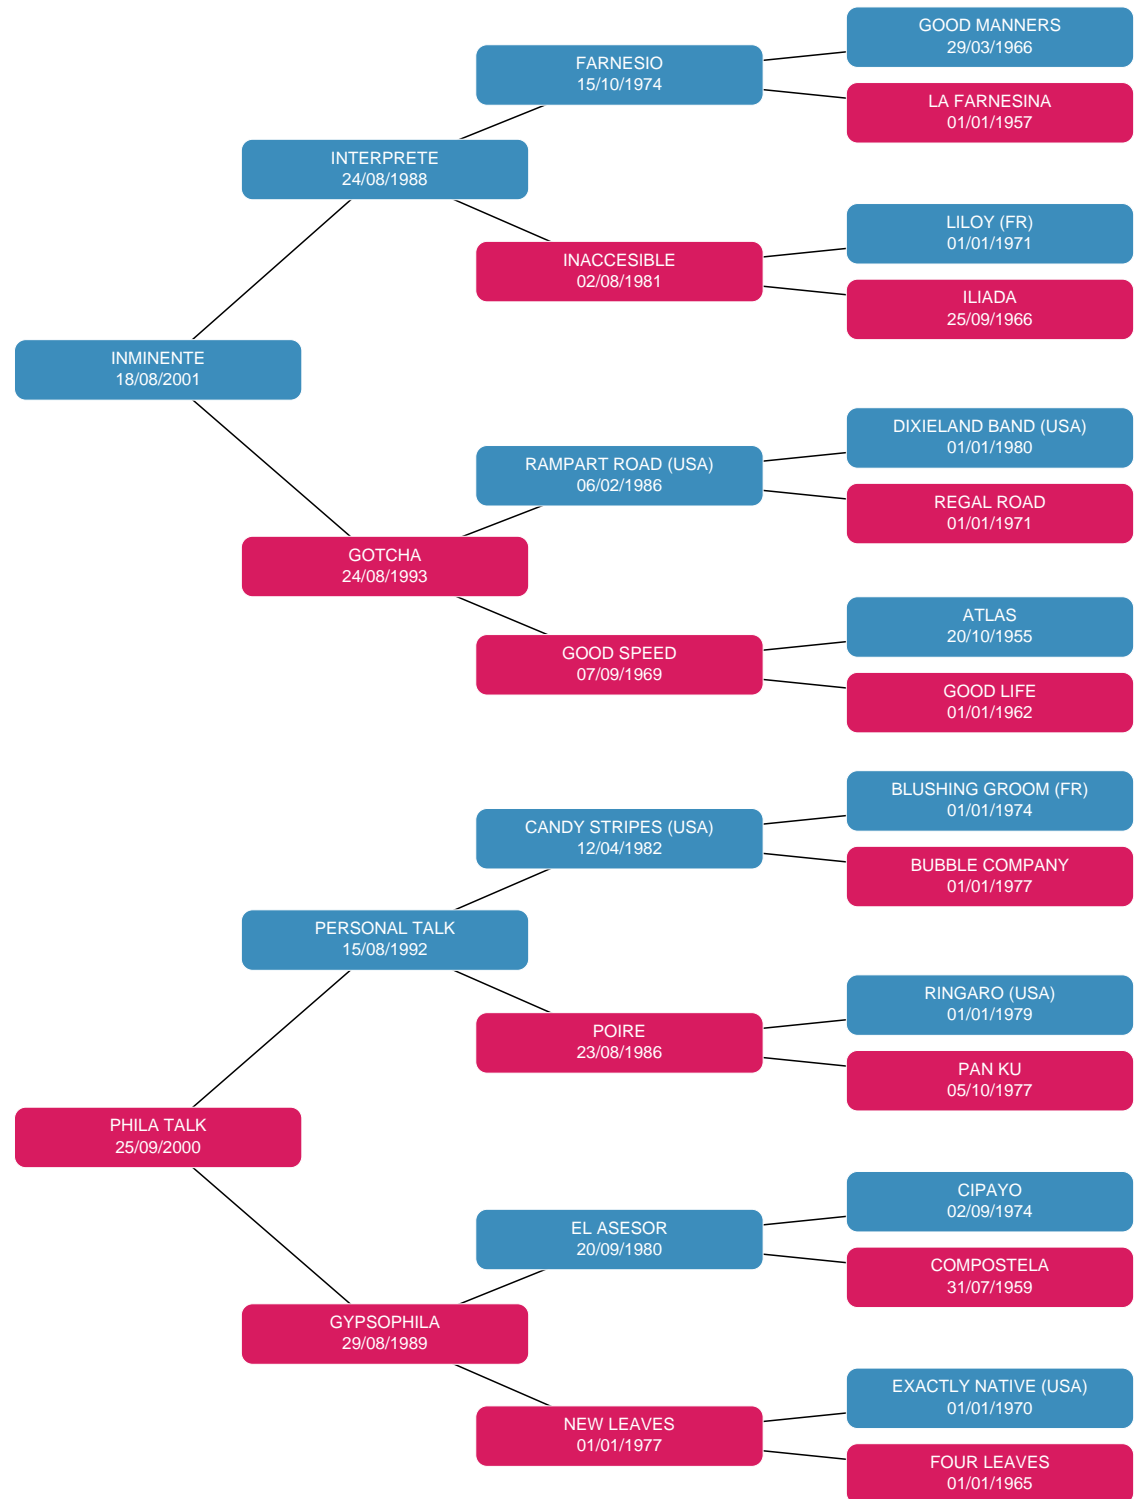 GOOD MANNERS
29/03/1966
FARNESIO
15/10/1974
LA FARNESINA
01/01/1957
INTERPRETE
24/08/1988
LILOY (FR)
01/01/1971
INACCESIBLE
02/08/1981
ILIADA
25/09/1966
INMINENTE
18/08/2001
DIXIELAND BAND (USA)
01/01/1980
RAMPART ROAD (USA)
06/02/1986
REGAL ROAD
01/01/1971
GOTCHA
24/08/1993
ATLAS
20/10/1955
GOOD SPEED
07/09/1969
GOOD LIFE
01/01/1962
BLUSHING GROOM (FR)
01/01/1974
CANDY STRIPES (USA)
12/04/1982
BUBBLE COMPANY
01/01/1977
PERSONAL TALK
15/08/1992
RINGARO (USA)
01/01/1979
POIRE
23/08/1986
PAN KU
05/10/1977
PHILA TALK
25/09/2000
CIPAYO
02/09/1974
EL ASESOR
20/09/1980
COMPOSTELA
31/07/1959
GYPSOPHILA
29/08/1989
EXACTLY NATIVE (USA)
01/01/1970
NEW LEAVES
01/01/1977
FOUR LEAVES
01/01/1965